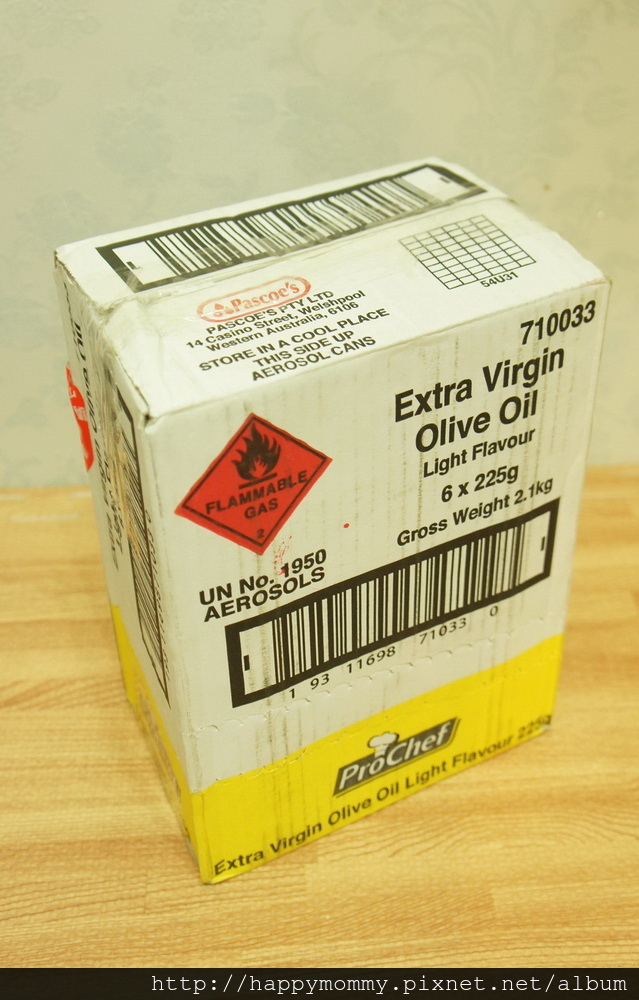 Pascoe's
PASCOE'S PTY LTD
14 Casino Street, Welshpool
Western Australia, 6106
STORE IN A COOL PLACE
THIS SIDE UP
AEROSOL CANS
54U31
710033
Extra Virgin
Olive Oil
Light Flavour
6 x 225g
Gross Weight 2.1kg
FLAMMABLE
GAS
2
UN No. 1950
AEROSOLS
1 93 11698 71033 0
ProChef
Extra Virgin Olive Oil Light Flavour 225g
http://happymommy.pixnet.net/album